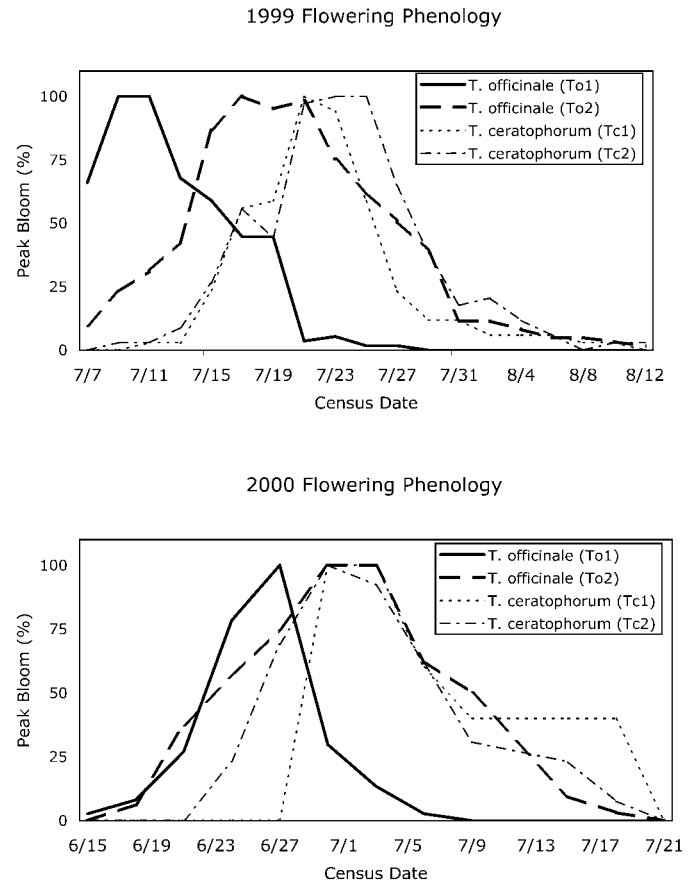 1999 Flowering Phenology
T. officinale (To1)
T. officinale (To2)
T. ceratophorum (Tc1)
T. ceratophorum (Tc2)
100
75
50
25
0
Peak Bloom (%)
7/7 7/11 7/15 7/19 7/23 7/27 7/31 8/4 8/8 8/12
Census Date
2000 Flowering Phenology
T. officinale (To1)
T. officinale (To2)
T. ceratophorum (Tc1)
T. ceratophorum (Tc2)
100
75
50
25
0
Peak Bloom (%)
6/15 6/19 6/23 6/27 7/1 7/5 7/9 7/13 7/17 7/21
Census Date